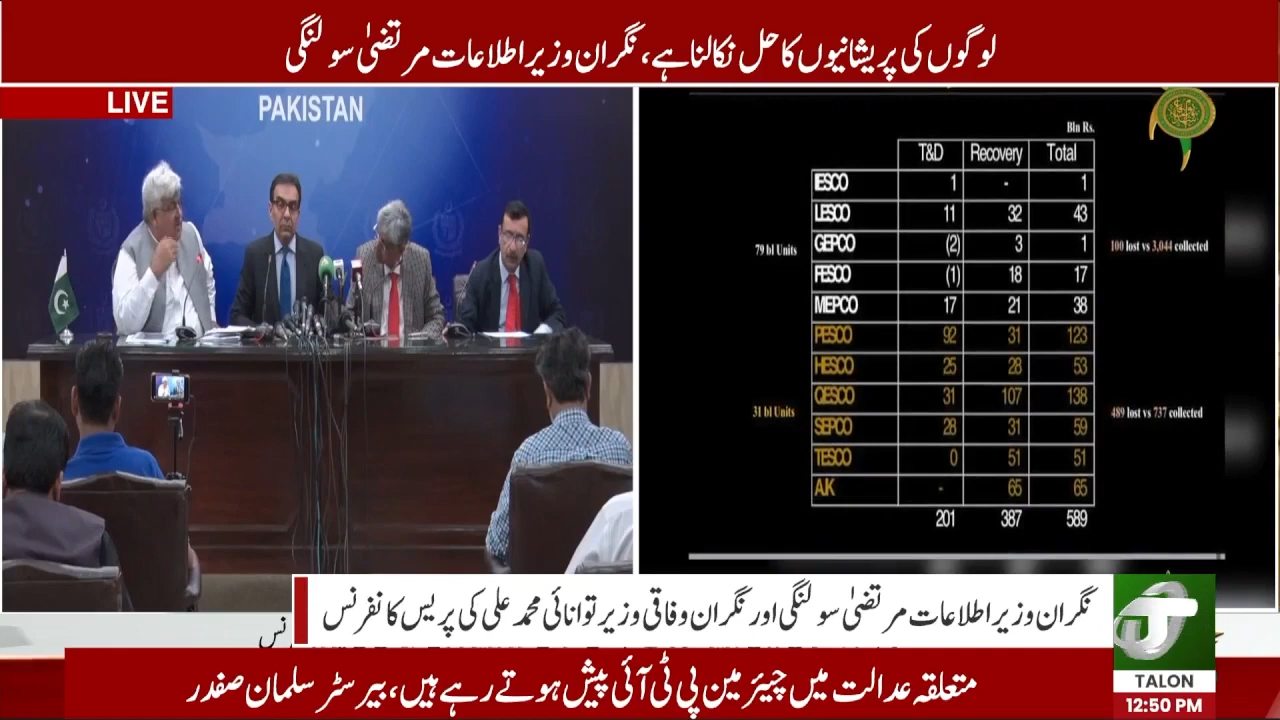 لوگوں کی پریشانیوں کا حل نکالنا ہے، نگران وزیر اطلاعات مرتضیٰ سولنگی
LIVE
PAKISTAN
Bln Rs.
T&D Recovery Total
IESCO 1 - 1
LESCO 11 32 43
GEPCO (2) 3 1
FESCO (1) 18 17
MEPCO 17 21 38
PESCO 92 31 123
HESCO 25 28 53
QESCO 31 107 138
SEPCO 28 31 59
TESCO 0 51 51
AJK - 65 65
201 387 589
79 bl Units
100 lost vs 3,044 collected
31 bl Units
489 lost vs 737 collected
نگران وزیر اطلاعات مرتضیٰ سولنگی اور نگران وفاقی وزیر توانائی محمد علی کی پریس کانفرنس
متعلقہ عدالت میں چیئرمین پی ٹی آئی پیش ہوتے رہے ہیں، بیرسٹر سلمان صفدر
TALON
12:50 PM